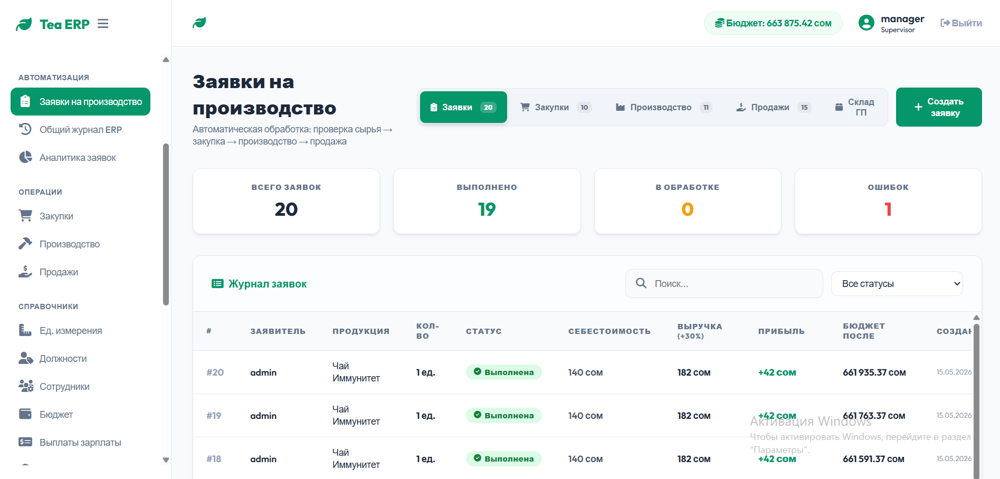 Tea ERP
Бюджет: 663 875.42 сом
manager
Supervisor
Выйти
АВТОМАТИЗАЦИЯ
Заявки на производство
Общий журнал ERP
Аналитика заявок
ОПЕРАЦИИ
Закупки
Производство
Продажи
СПРАВОЧНИКИ
Ед. измерения
Должности
Сотрудники
Бюджет
Выплаты зарплаты
Заявки на
производство
Автоматическая обработка: проверка сырья →
закупка → производство → продажа
Заявки 20
Закупки 10
Производство 11
Продажи 15
Склад
ГП
+ Создать
заявку
ВСЕГО ЗАЯВОК
20
ВЫПОЛНЕНО
19
В ОБРАБОТКЕ
0
ОШИБОК
1
Журнал заявок
Поиск...
Все статусы
# ЗАЯВИТЕЛЬ ПРОДУКЦИЯ КОЛ-ВО СТАТУС СЕБЕСТОИМОСТЬ ВЫРУЧКА (+30%) ПРИБЫЛЬ БЮДЖЕТ ПОСЛЕ СОЗДАН
#20 admin Чай Иммунитет 1 ед. Выполнена 140 сом 182 сом +42 сом 661 935.37 сом 15.05.2026
#19 admin Чай Иммунитет 1 ед. Выполнена 140 сом 182 сом +42 сом 661 763.37 сом 15.05.2026
#18 admin Чай Иммунитет 1 ед. Выполнена 140 сом 182 сом +42 сом 661 591.37 сом 15.05.2026
Активация Windows
Чтобы активировать Windows, перейдите в раздел
"Параметры".